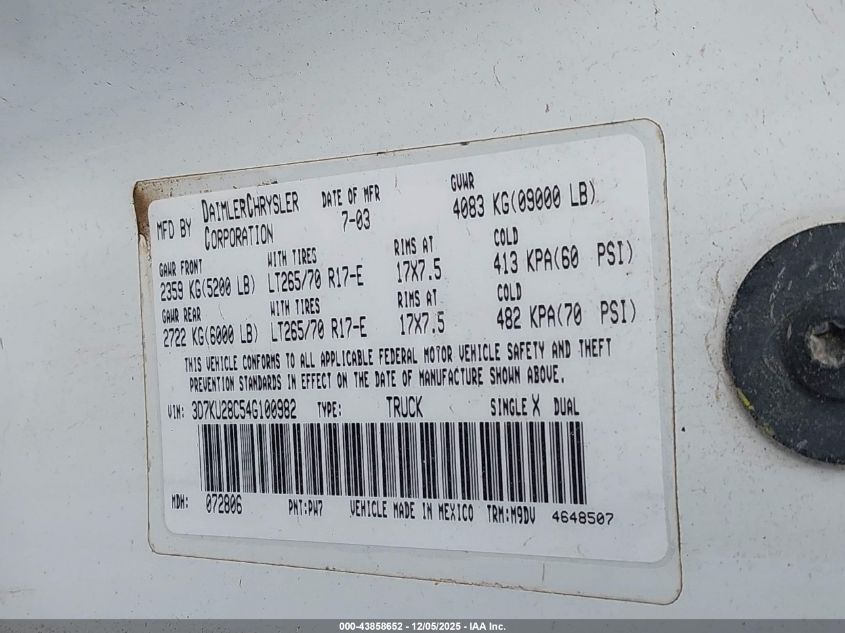 MFD BY DAIMLERCHRYSLER CORPORATION DATE OF MFR 7-03 GVWR 4083 KG(09000 LB)
GAWR FRONT WITH TIRES RIMS AT COLD
2359 KG(5200 LB) LT265/70 R17-E 17X7.5 413 KPA(60 PSI)
GAWR REAR WITH TIRES RIMS AT COLD
2722 KG(6000 LB) LT265/70 R17-E 17X7.5 482 KPA(70 PSI)
THIS VEHICLE CONFORMS TO ALL APPLICABLE FEDERAL MOTOR VEHICLE SAFETY AND THEFT
PREVENTION STANDARDS IN EFFECT ON THE DATE OF MANUFACTURE SHOWN ABOVE.
VIN: 3D7KU28C54G100982 TYPE: TRUCK SINGLE X DUAL
MDH: 072806 PNT:PW7 VEHICLE MADE IN MEXICO TRM:M9DV 4648507
000-43858652 - 12/05/2025 - IAA Inc.